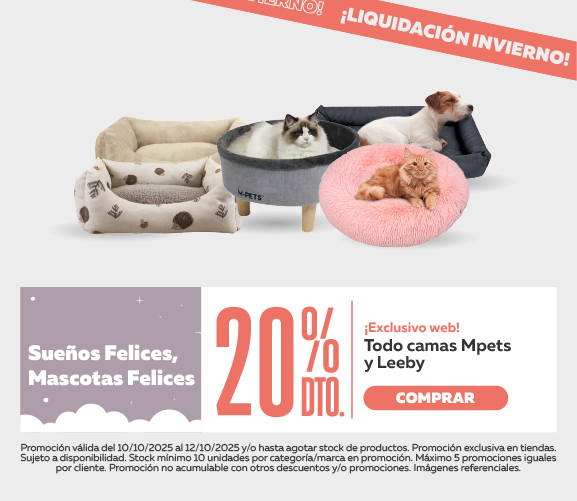 ¡LIQUIDACIÓN INVIERNO!
M-PETS
Sueños Felices,
Mascotas Felices
20%
DTO.
¡Exclusivo web!
Todo camas Mpets
y Leeby
COMPRAR
Promoción válida del 10/10/2025 al 12/10/2025 y/o hasta agotar stock de productos. Promoción exclusiva en tiendas.
Sujeto a disponibilidad. Stock mínimo 10 unidades por categoría/marca en promoción. Máximo 5 promociones iguales
por cliente. Promoción no acumulable con otros descuentos y/o promociones. Imágenes referenciales.